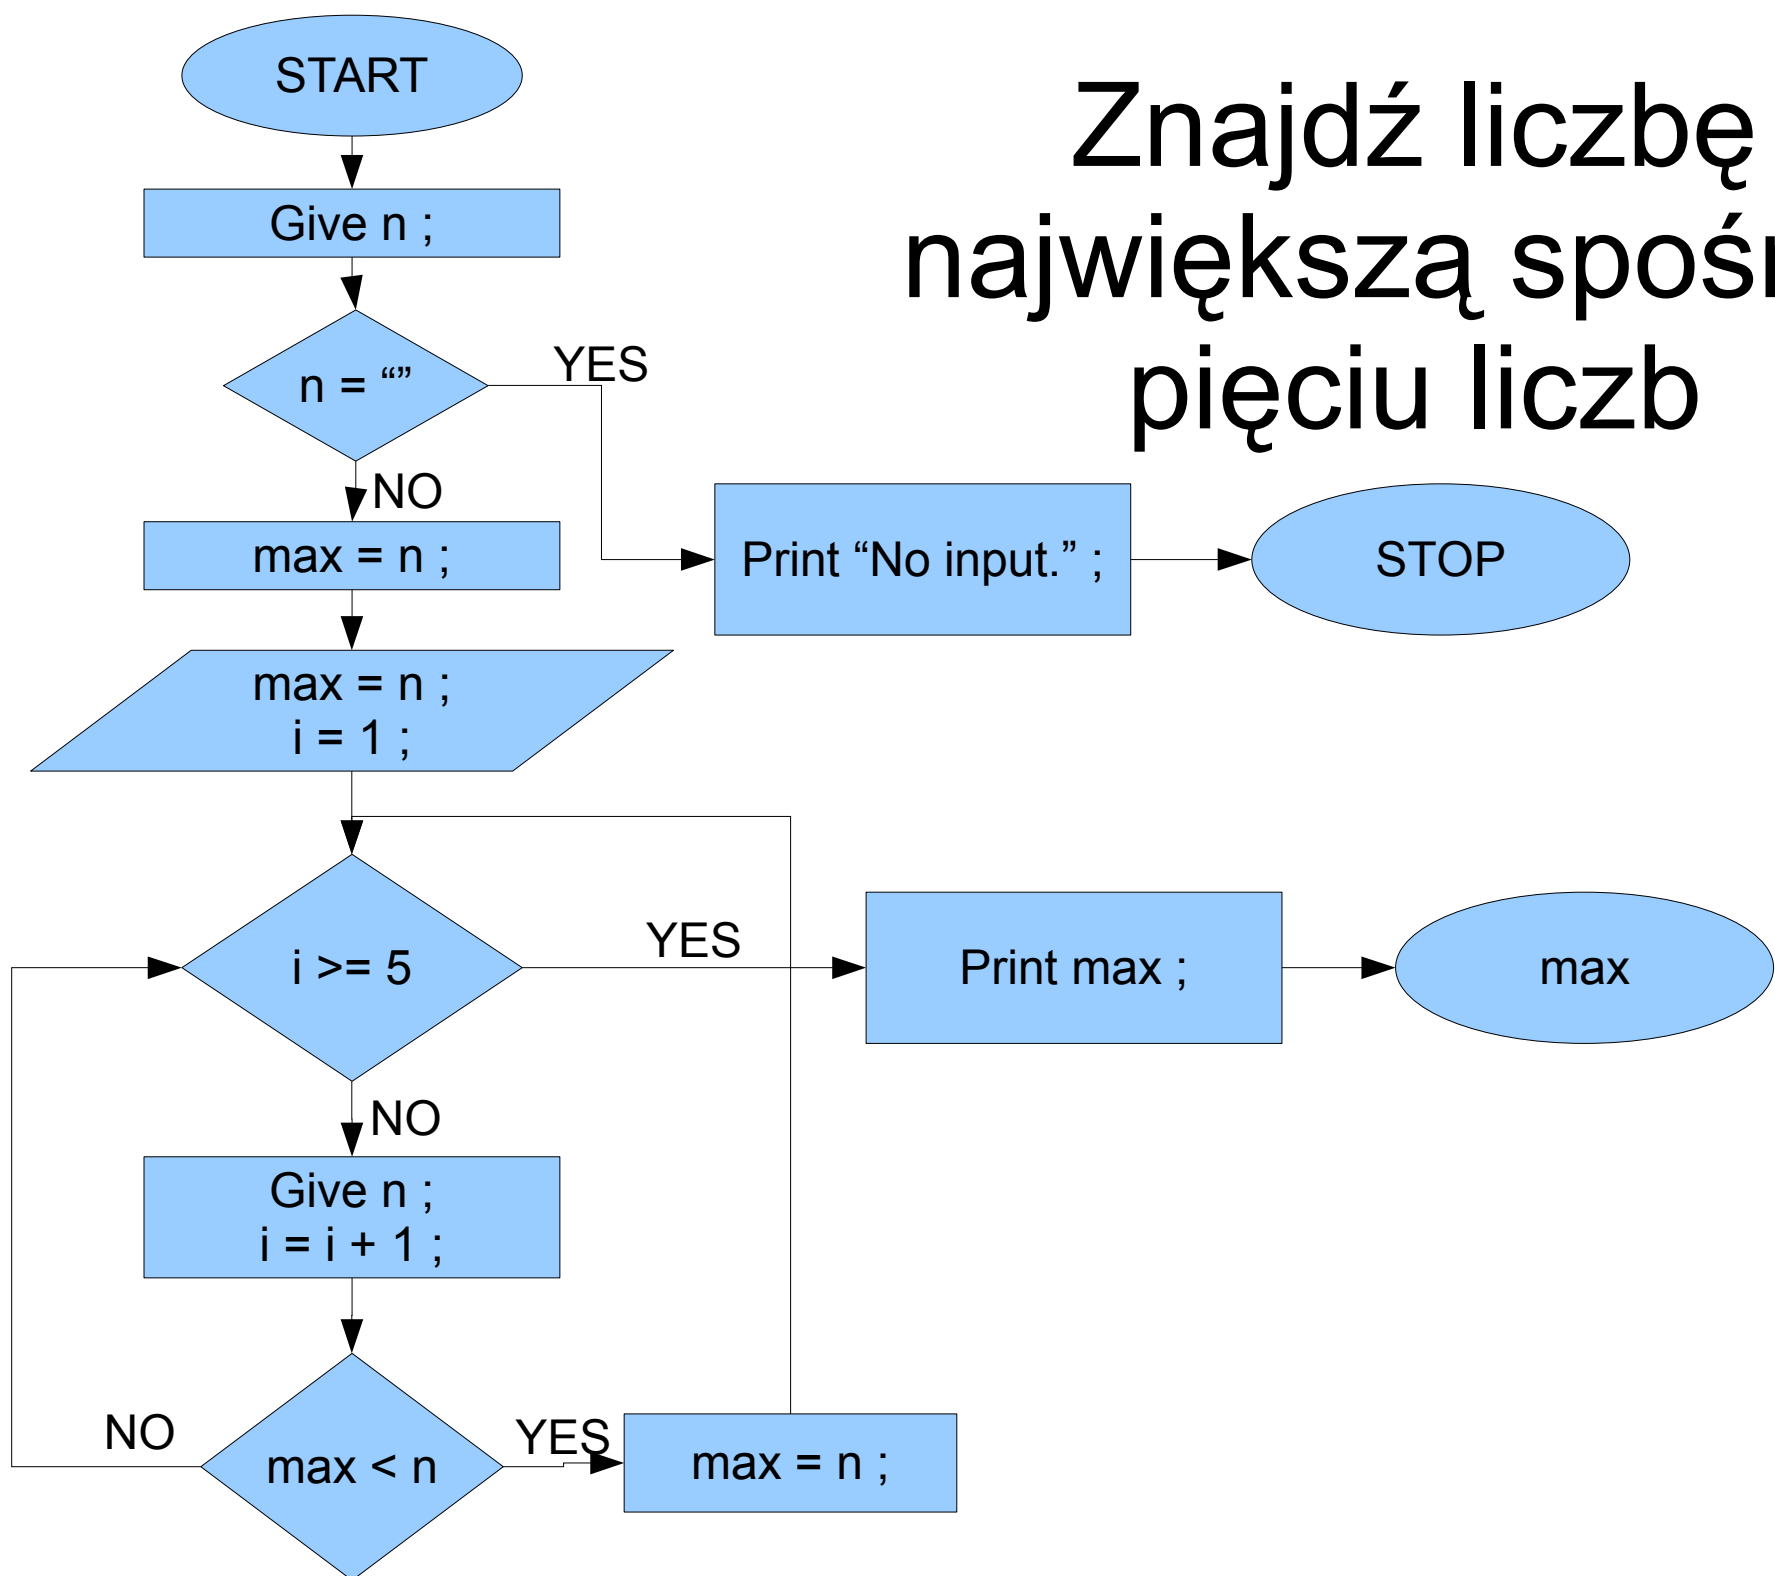 START
Znajdź liczbę
największą
pięciu liczb
Give n ;
n = “”
YES
NO
max = n ;
Print “No input.” ;
STOP
max = n ;
i = 1 ;
i >= 5
YES
Print max ;
max
NO
Give n ;
i = i + 1 ;
max < n
NO
YES
max = n ;